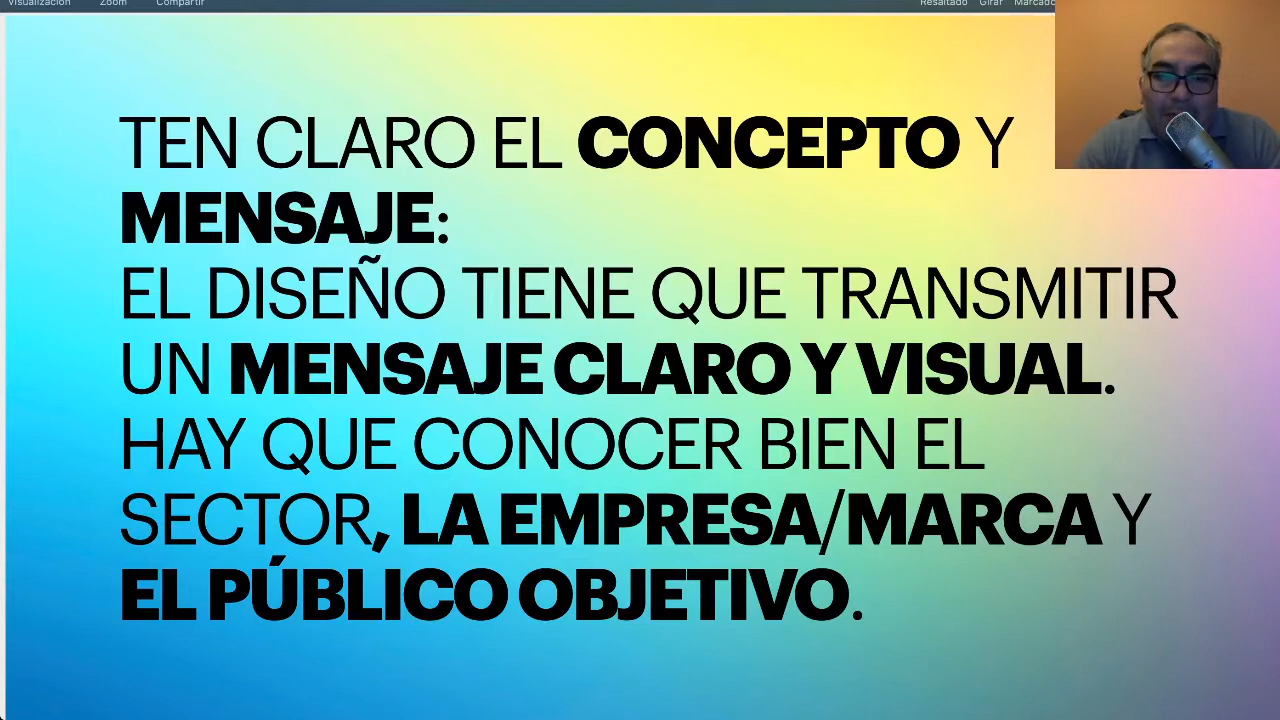 Visualización Zoom Compartir Resaltado Girar
TEN CLARO EL CONCEPTO Y
MENSAJE:
EL DISEÑO TIENE QUE TRANSMITIR
UN MENSAJE CLARO Y VISUAL.
HAY QUE CONOCER BIEN EL
SECTOR, LA EMPRESA/MARCA Y
EL PÚBLICO OBJETIVO.